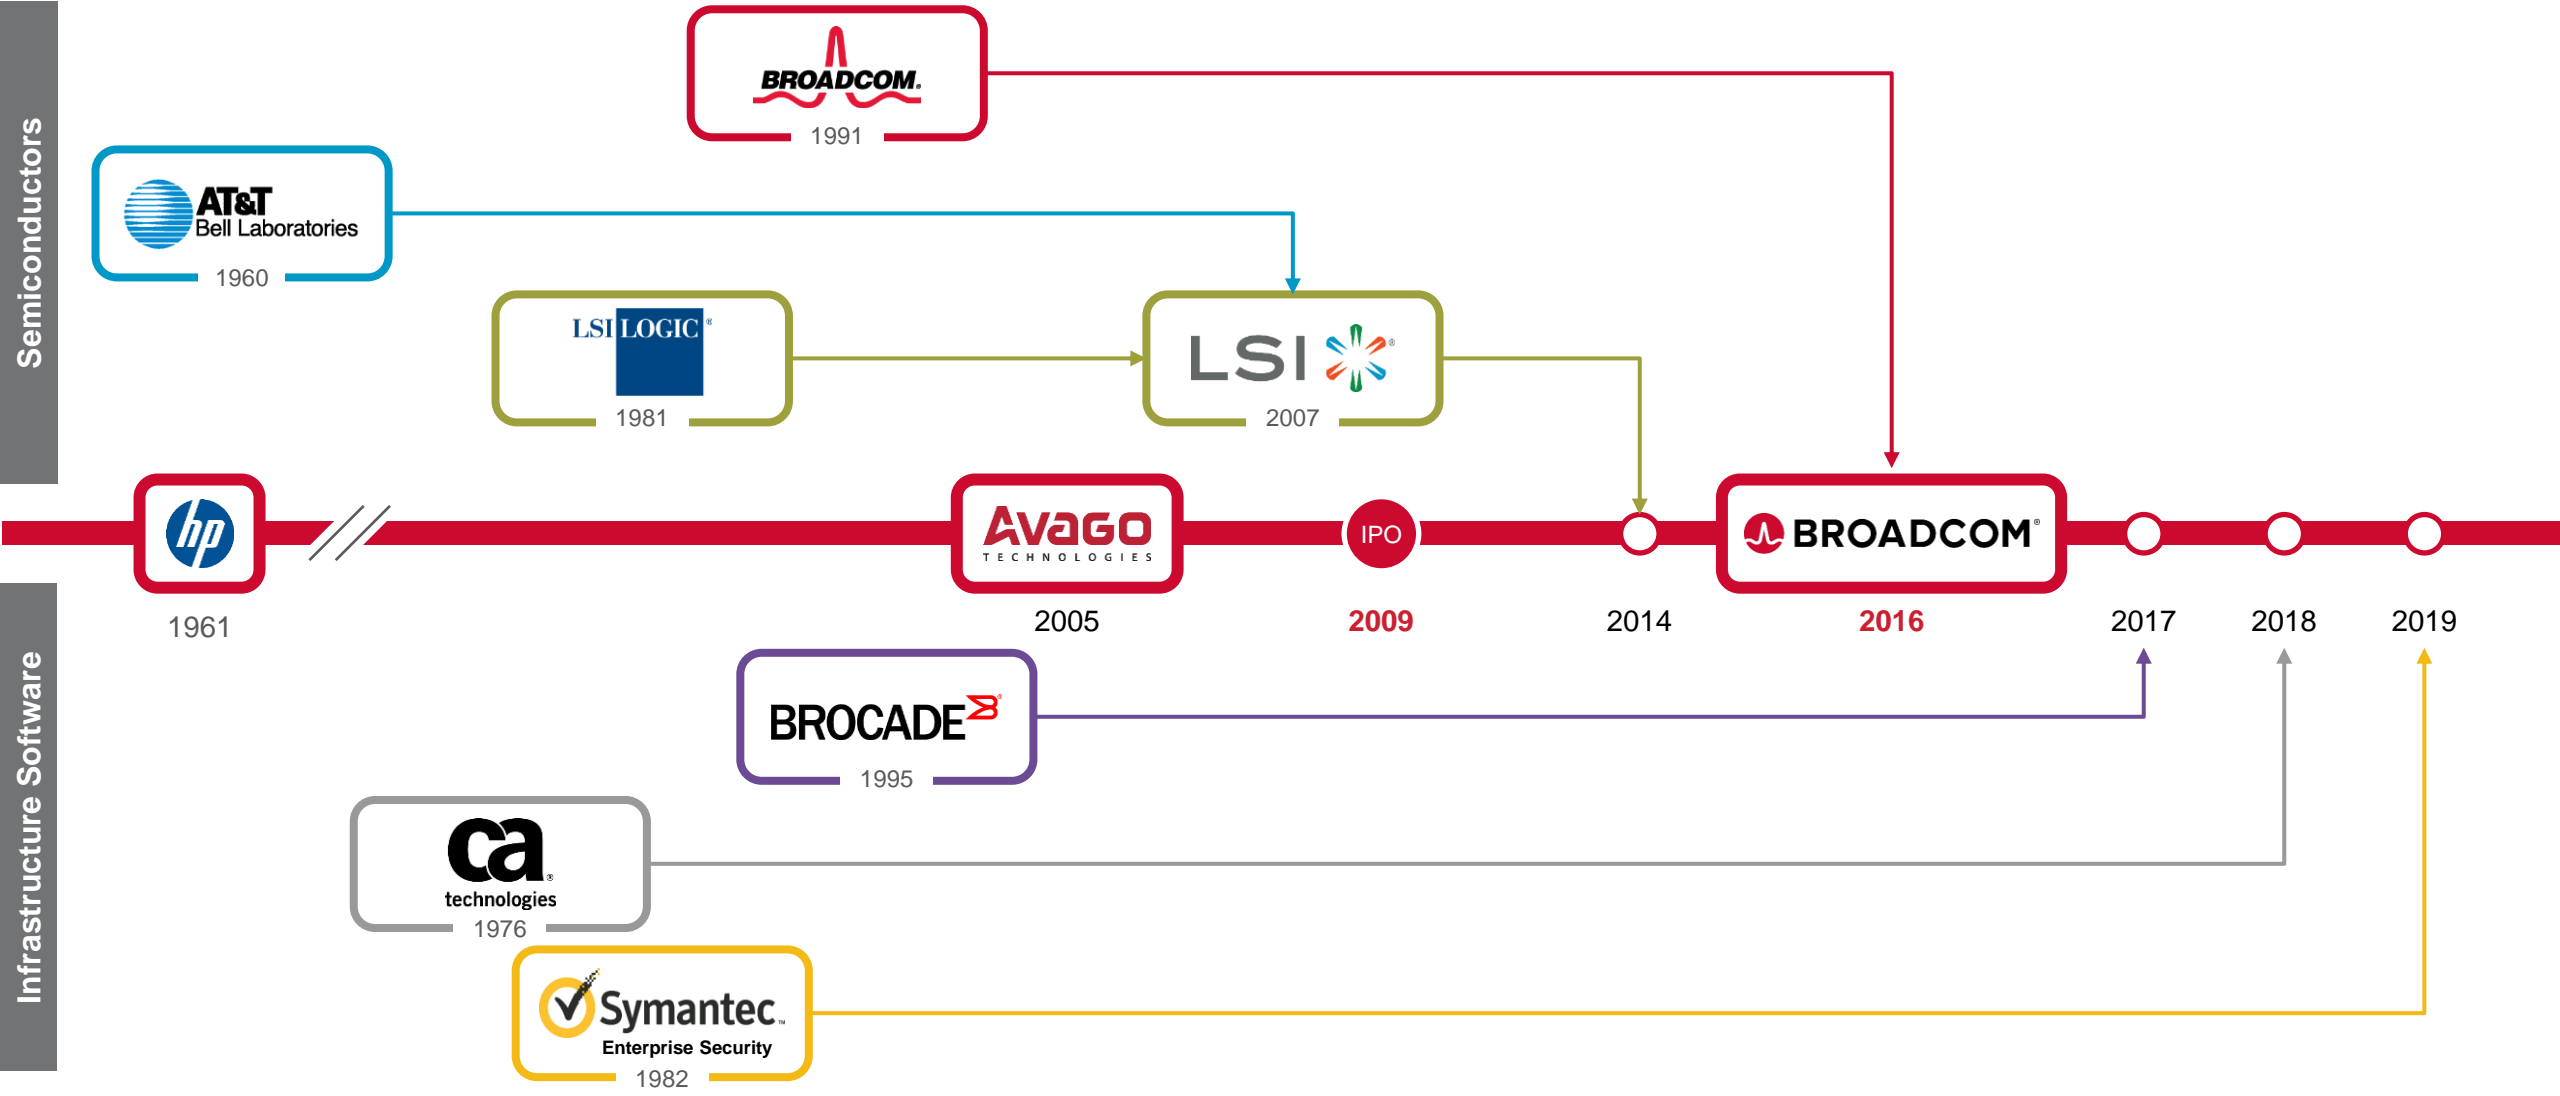 Semiconductors
BROADCOM®
1991
AT&T
Bell Laboratories
1960
LSI LOGIC®
1981
LSI®
2007
hp
1961
AVAGO
TECHNOLOGIES
2005
IPO
2009
2014
BROADCOM®
2016
2017
2018
2019
Infrastructure Software
BROCADE®
1995
ca®
technologies
1976
Symantec™
Enterprise Security
1982